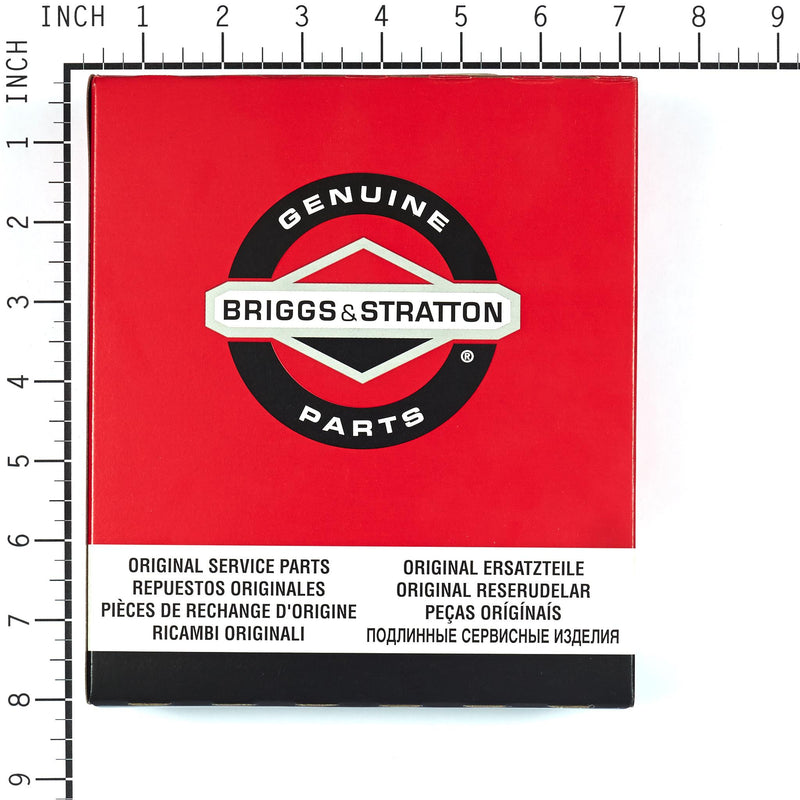 INCH 1 2 3 4 5 6 7 8 9
INCH
1
2
3
4
5
6
7
8
9
GENUINE
BRIGGS & STRATTON
®
PARTS
ORIGINAL SERVICE PARTS
REPUESTOS ORIGINALES
PIÈCES DE RECHANGE D'ORIGINE
RICAMBI ORIGINALI
ORIGINAL ERSATZTEILE
ORIGINAL RESERUDELAR
PEÇAS ORÍGÍNAÍS
ПОДЛИННЫЕ СЕРВИСНЫЕ ИЗДЕЛИЯ